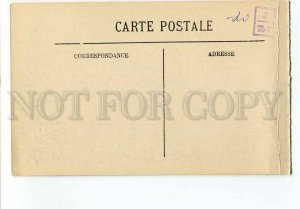 CARTE POSTALE
CORRESPONDANCE
ADRESSE
NOT FOR COPY